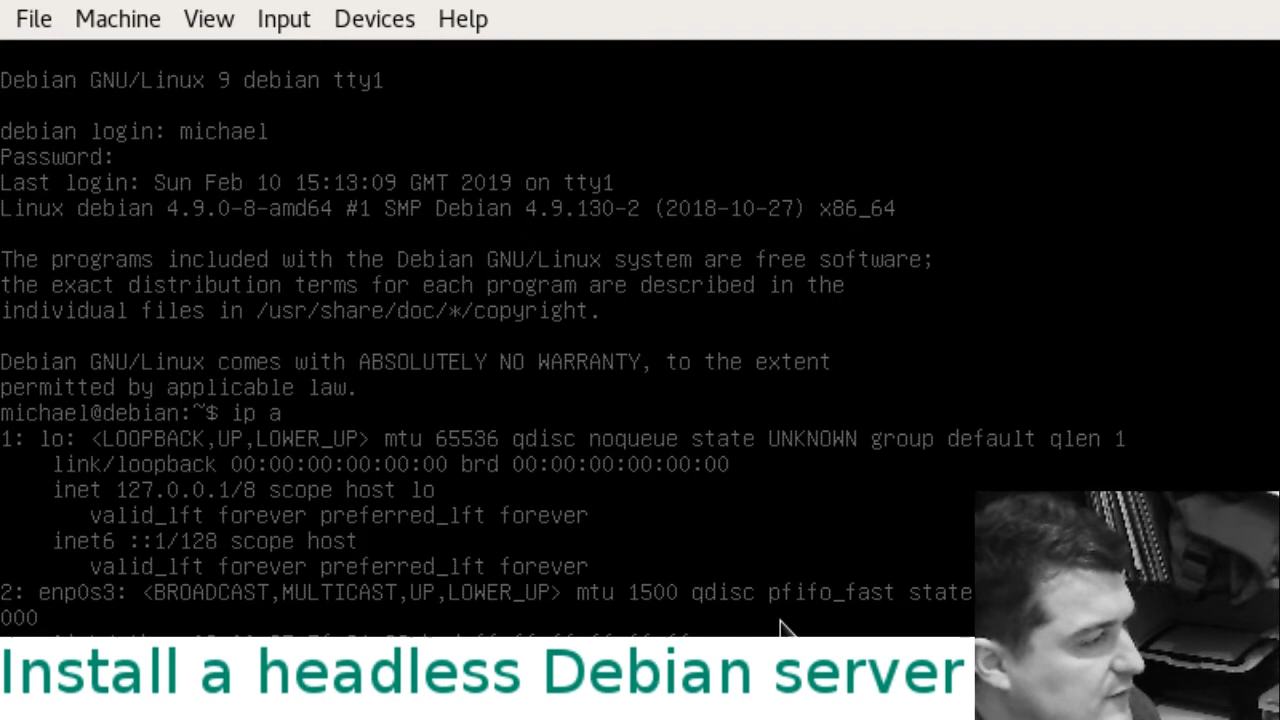 File Machine View Input Devices Help
Debian GNU/Linux 9 debian tty1
debian login: michael
Password:
Last login: Sun Feb 10 15:13:09 GMT 2019 on tty1
Linux debian 4.9.0-8-amd64 #1 SMP Debian 4.9.130-2 (2018-10-27) x86_64
The programs included with the Debian GNU/Linux system are free software;
the exact distribution terms for each program are described in the
individual files in /usr/share/doc/*/copyright.
Debian GNU/Linux comes with ABSOLUTELY NO WARRANTY, to the extent
permitted by applicable law.
michael@debian:~$ ip a
1: lo: <LOOPBACK,UP,LOWER_UP> mtu 65536 qdisc noqueue state UNKNOWN group default qlen 1
link/loopback 00:00:00:00:00:00 brd 00:00:00:00:00:00
inet 127.0.0.1/8 scope host lo
valid_lft forever preferred_lft forever
inet6 ::1/128 scope host
valid_lft forever preferred_lft forever
2: enp0s3: <BROADCAST,MULTICAST,UP,LOWER_UP> mtu 1500 qdisc pfifo_fast state
000
Install a headless Debian server